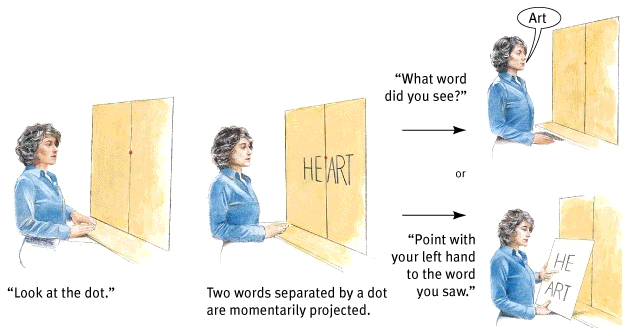 “Look at the dot.”
HE•ART
Two words separated by a dot
are momentarily projected.
“What word
did you see?”
Art
or
“Point with
your left hand
to the word
you saw.”
HE
ART